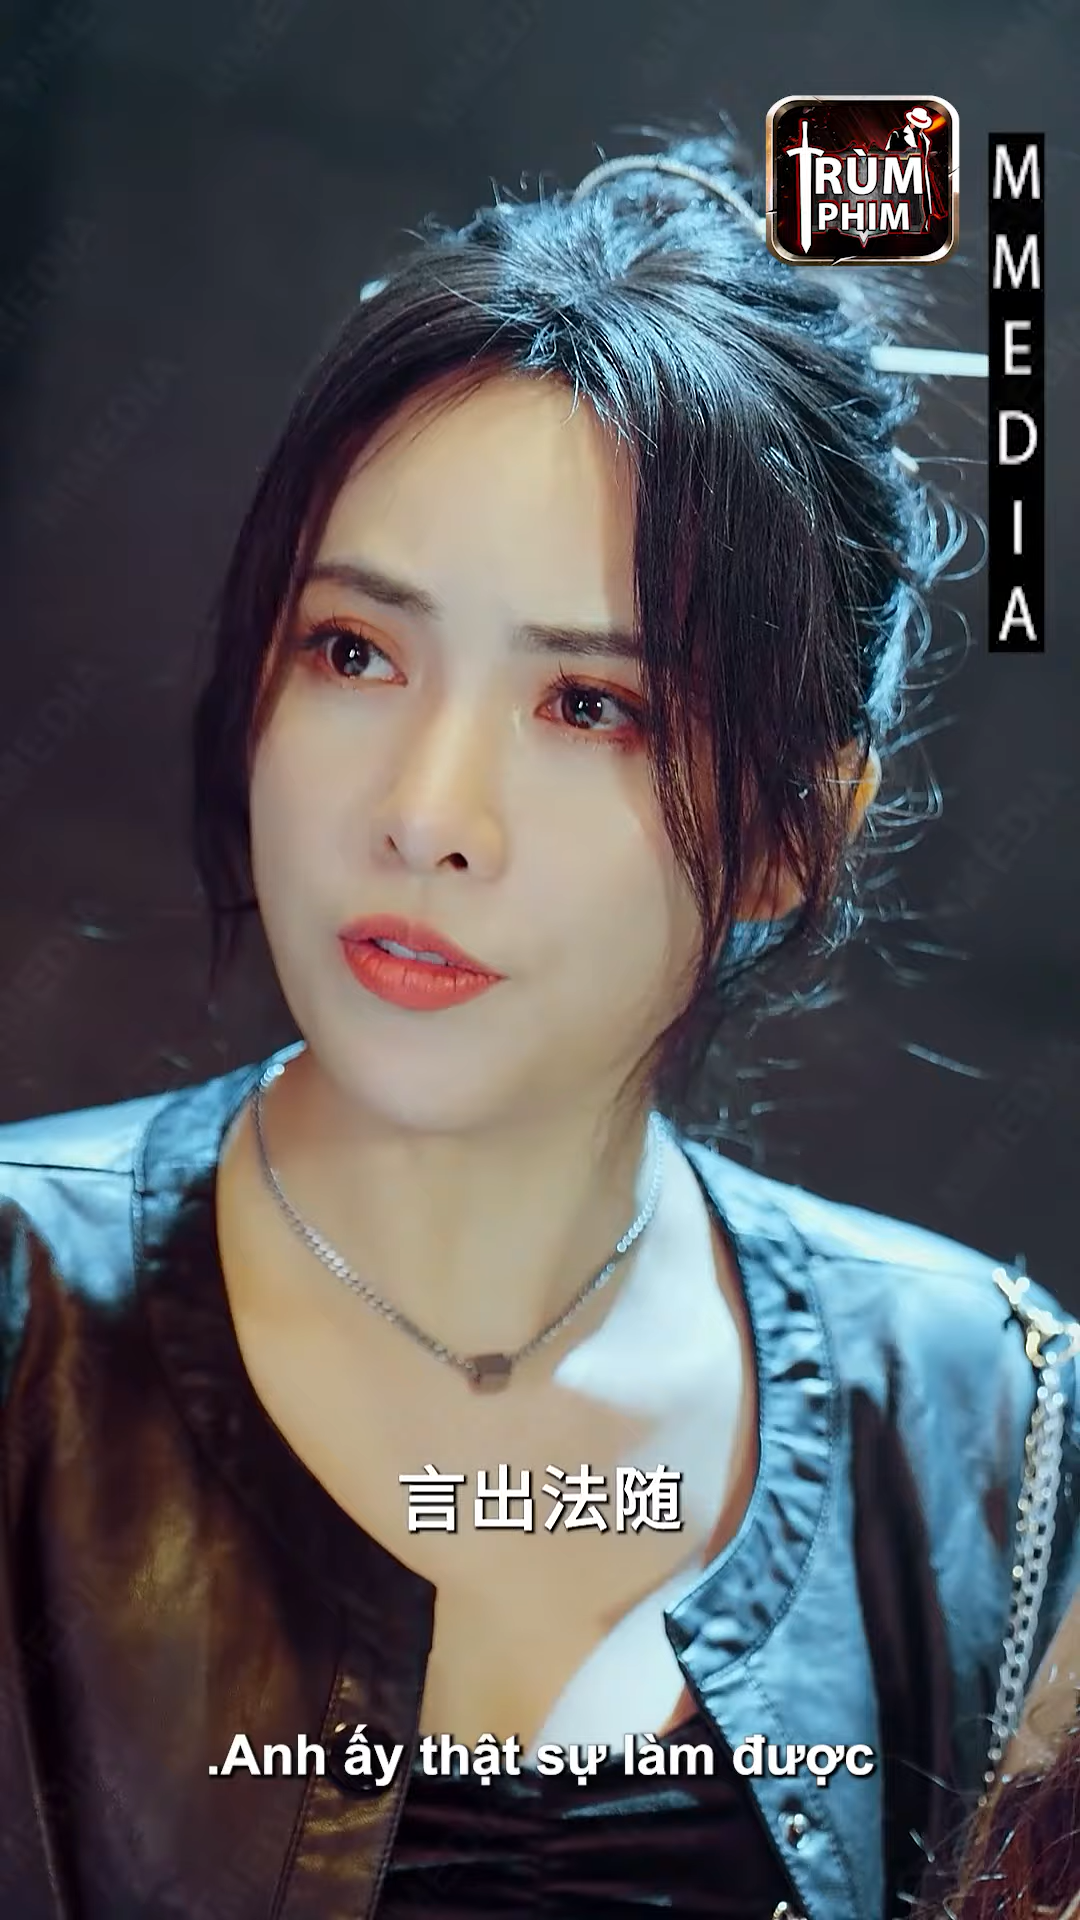 TRÙM
PHIM
MMEDIA
言出法随
.Anh ấy thật sự làm được